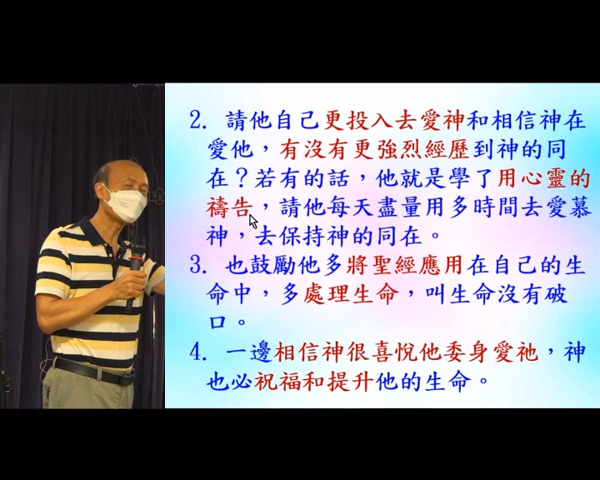 2. 請他自己更投入去愛神和相信神在
愛他，有沒有更強烈經歷到神的同
在？若有的話，他就是學了用心靈的
禱告，請他每天盡量用多時間去愛慕
神，去保持神的同在。
3. 也鼓勵他多將聖經應用在自己的生
命中，多處理生命，叫生命沒有破
口。
4. 一邊相信神很喜悅他委身愛祂，神
也必祝福和提升他的生命。